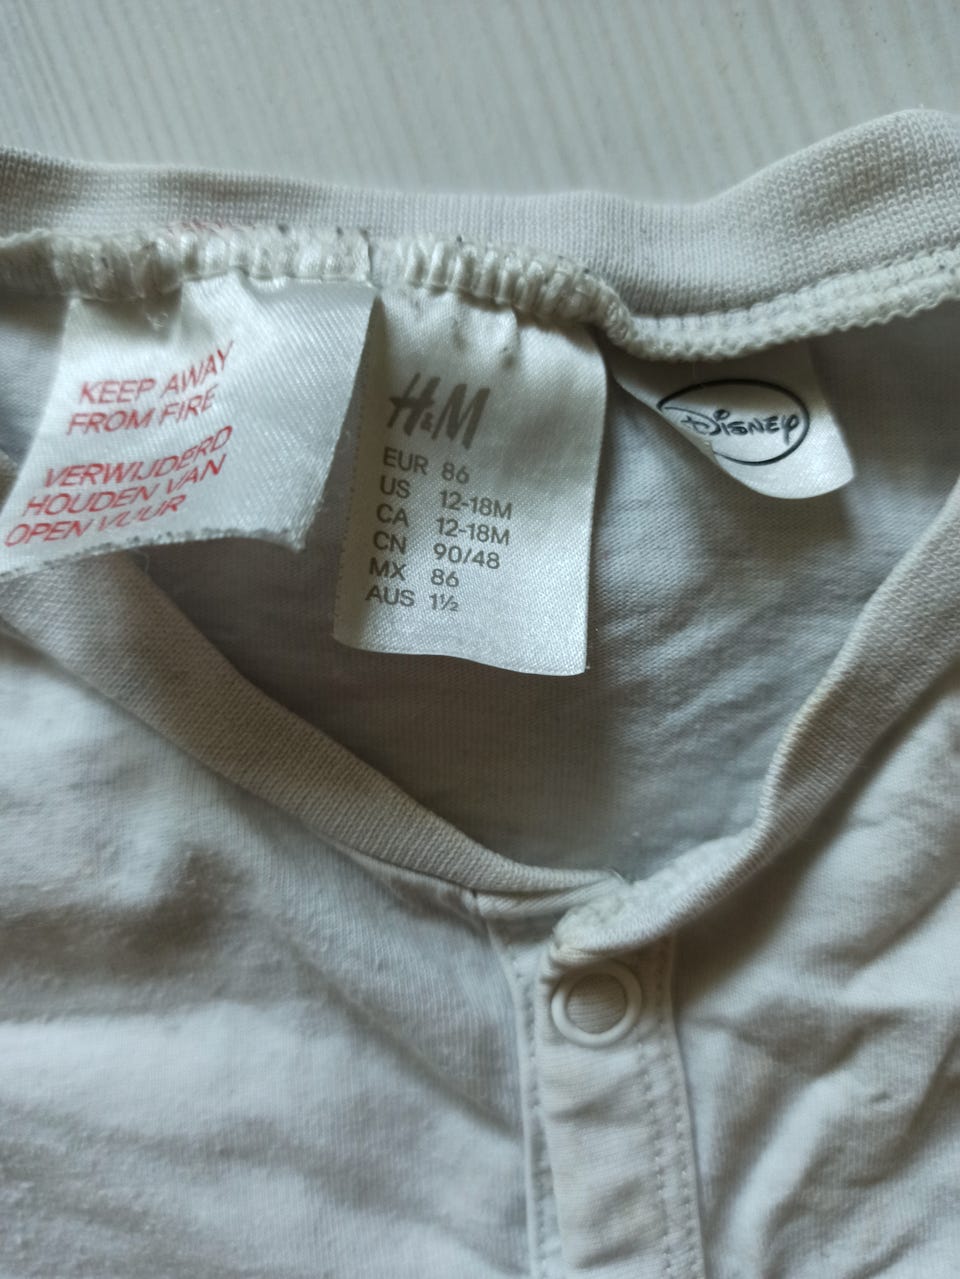 KEEP AWAY
FROM FIRE
VERWIJDERD
HOUDEN VAN
OPEN VUUR
H&M
EUR 86
US 12-18M
CA 12-18M
CN 90/48
MX 86
AUS 1½
DISNEY